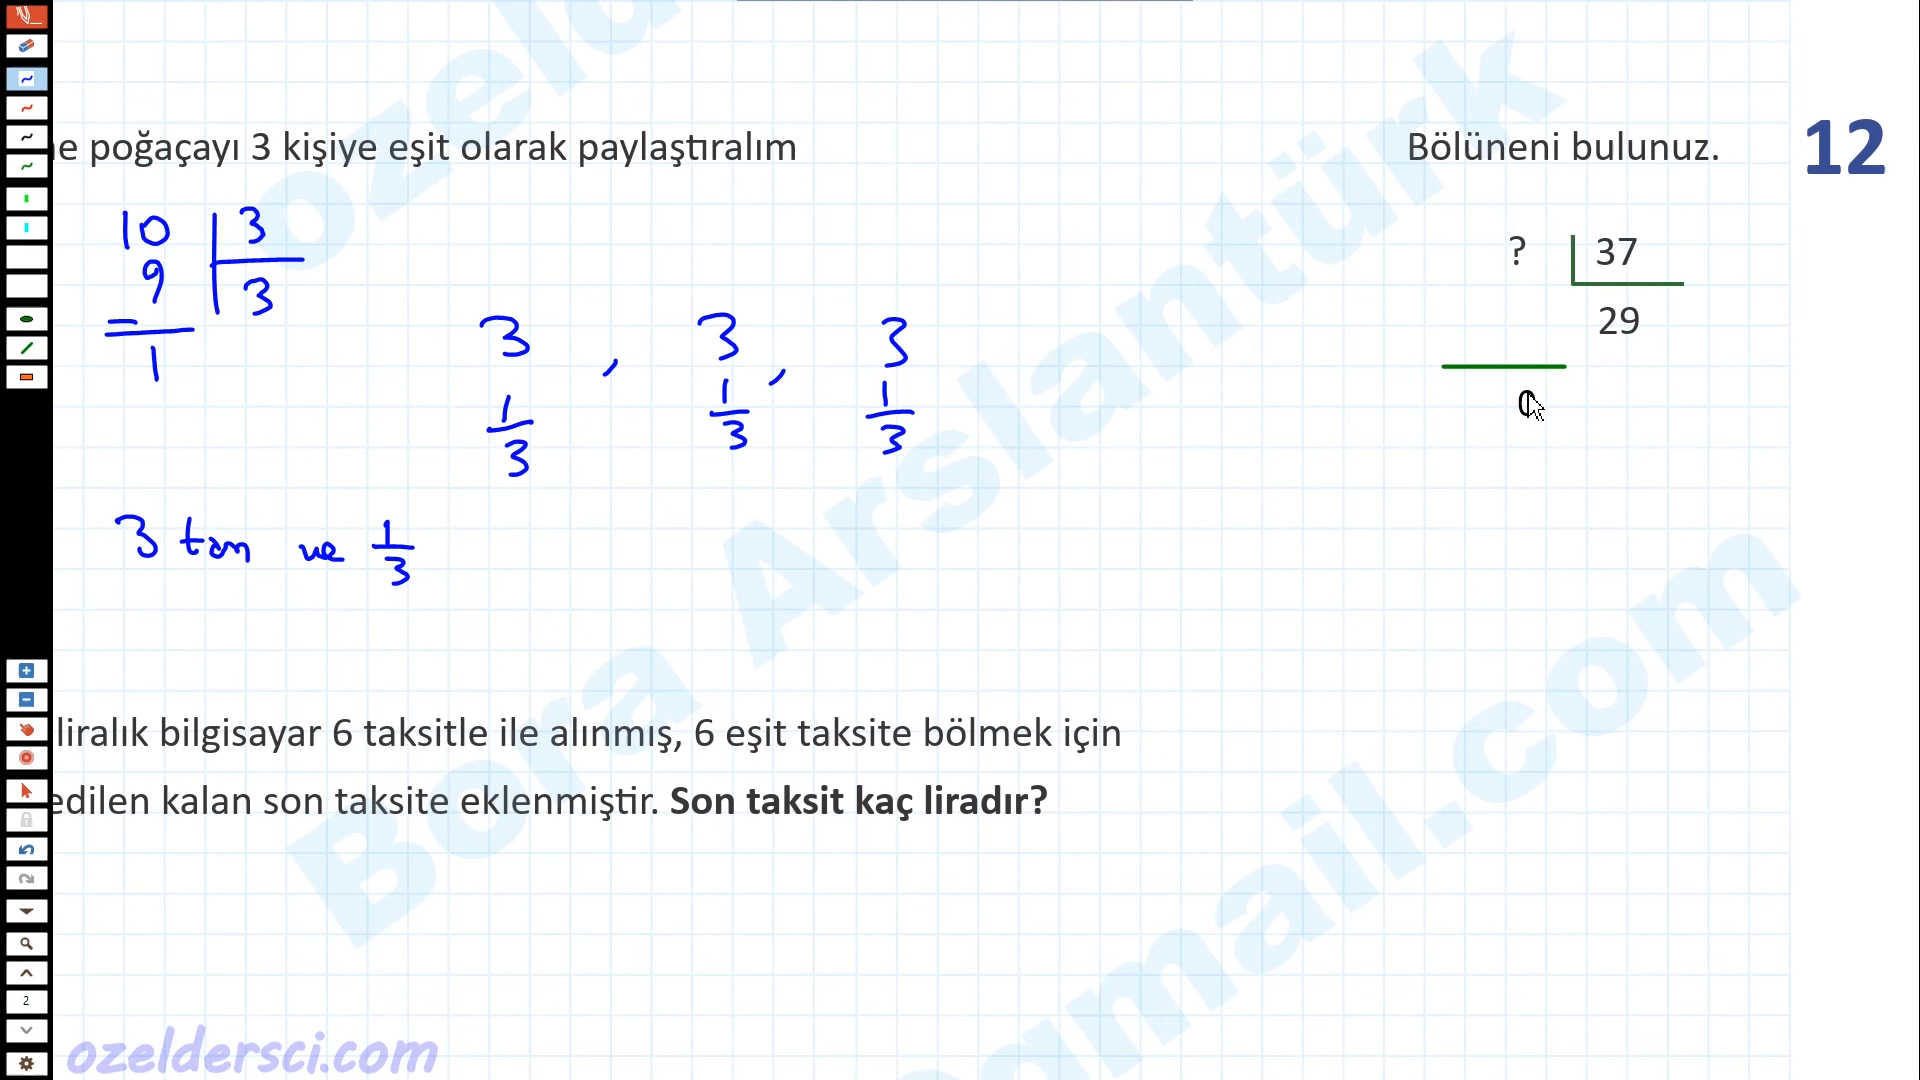 ne poğaçayı 3 kişiye eşit olarak paylaştıralım
10 3
9 3
1
3 , 3 , 3
1/3 1/3 1/3
3 tam ve 1/3
liralık bilgisayar 6 taksitle ile alınmış, 6 eşit taksite bölmek için
edilen kalan son taksite eklenmiştir. Son taksit kaç liradır?
Bölüneni bulunuz.
12
? 37
29
0
2
ozeldersci.com
Bora Arslantürk
gmail.com